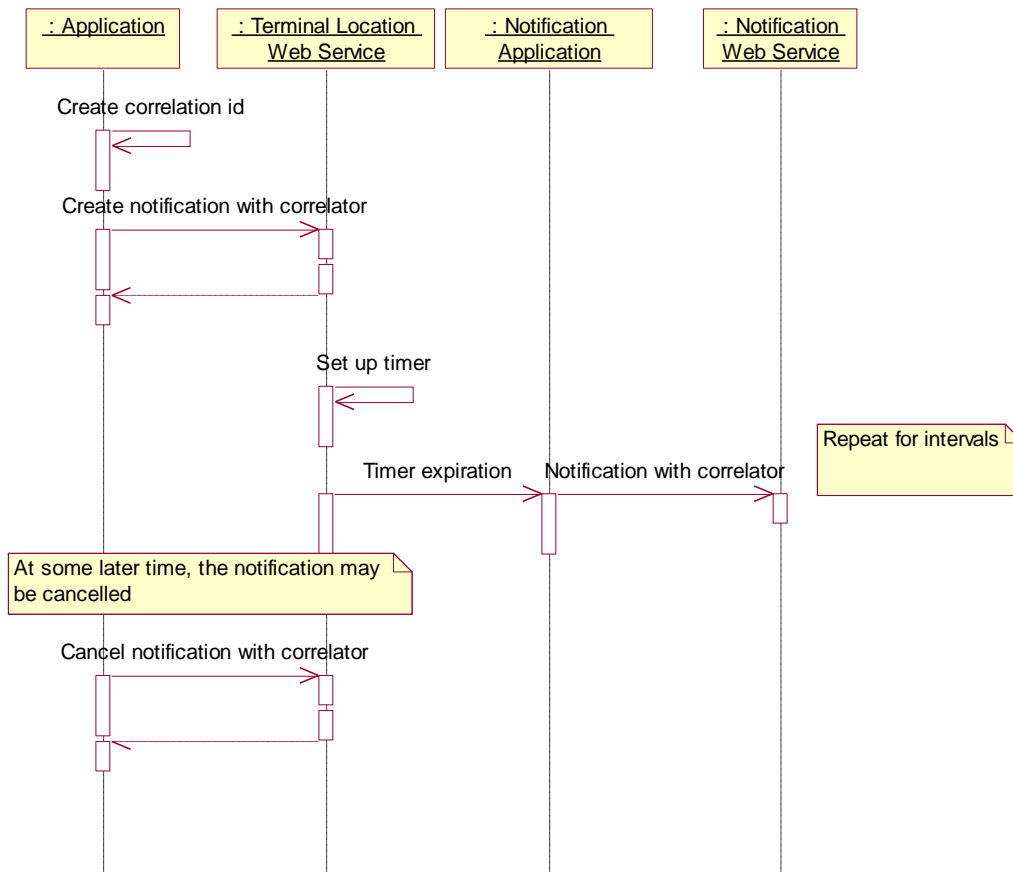 : Application
: Terminal Location
Web Service
: Notification
Application
: Notification
Web Service
Create correlation id
Create notification with correlator
Set up timer
Repeat for intervals
Timer expiration
Notification with correlator
At some later time, the notification may
be cancelled
Cancel notification with correlator